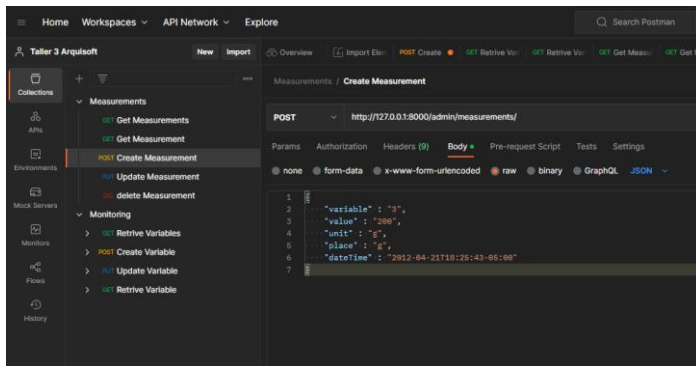 Home Workspaces API Network Explore Search Postman
Taller 3 Arquisoft New Import Overview Import Elen POST Create GET Retrive Var GET Retrive Var GET Get Measu GET Get
Collections
APIs
Environments
Mock Servers
Monitors
Flows
History
Measurements
GET Get Measurements
GET Get Measurement
POST Create Measurement
PUT Update Measurement
DEL delete Measurement
Monitoring
GET Retrive Variables
POST Create Variable
PUT Update Variable
GET Retrive Variable
Measurements / Create Measurement
POST http://127.0.0.1:8000/admin/measurements/
Params Authorization Headers (9) Body Pre-request Script Tests Settings
none form-data x-www-form-urlencoded raw binary GraphQL JSON
1 {
2 "variable" : "3",
3 "value" : "200",
4 "unit" : "g",
5 "place" : "g",
6 "dateTime" : "2012-04-21T18:25:43-05:00"
7 }